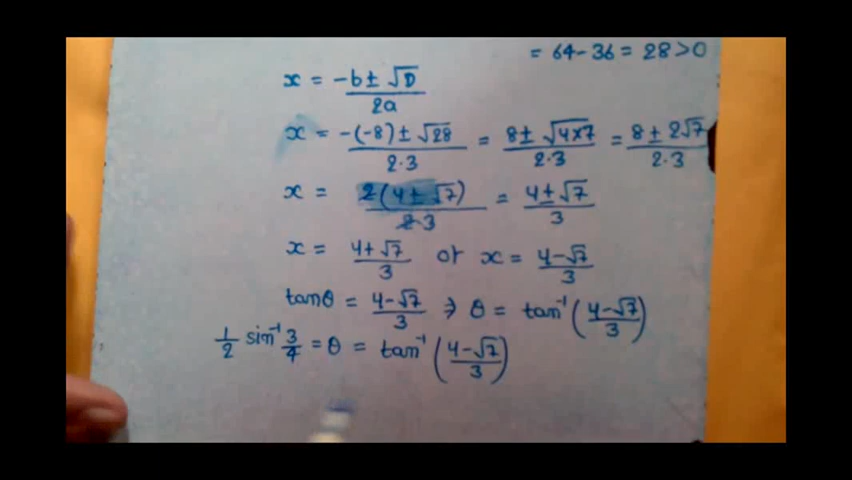 = 64-36 = 28 >0
x = -b ± √D / 2a
x = -(-8) ± √28 / 2·3 = 8 ± √4×7 / 2·3 = 8 ± 2√7 / 2·3
x = 2(4 ± √7) / 2·3 = 4 ± √7 / 3
x = 4+√7 / 3 or x = 4-√7 / 3
tanθ = 4-√7 / 3 ⇒ θ = tan⁻¹(4-√7 / 3)
1/2 sin⁻¹ 3/4 = θ = tan⁻¹(4-√7 / 3)